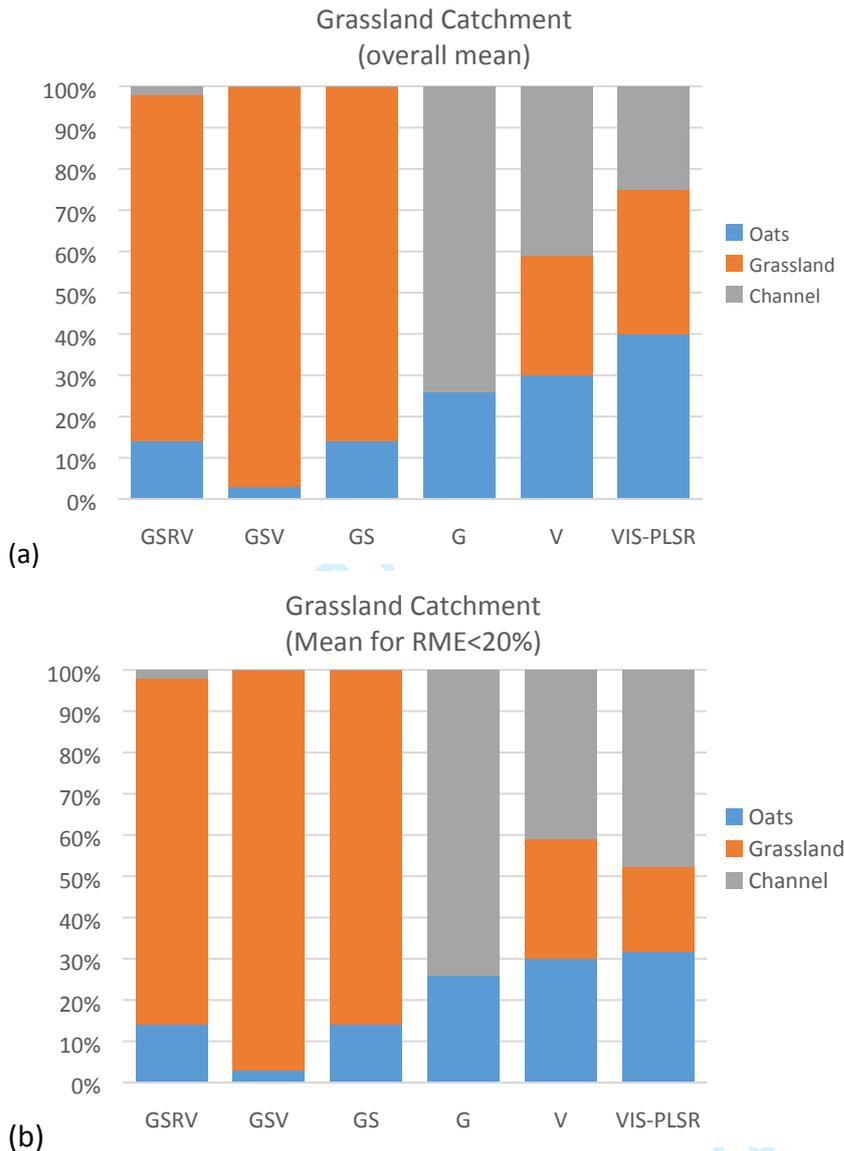 Grassland Catchment
(overall mean)
100%
90%
80%
70%
60%
50%
40%
30%
20%
10%
0%
GSRV GSV GS G V VIS-PLSR
Oats
Grassland
Channel
(a)
Grassland Catchment
(Mean for RME<20%)
100%
90%
80%
70%
60%
50%
40%
30%
20%
10%
0%
GSRV GSV GS G V VIS-PLSR
Oats
Grassland
Channel
(b)